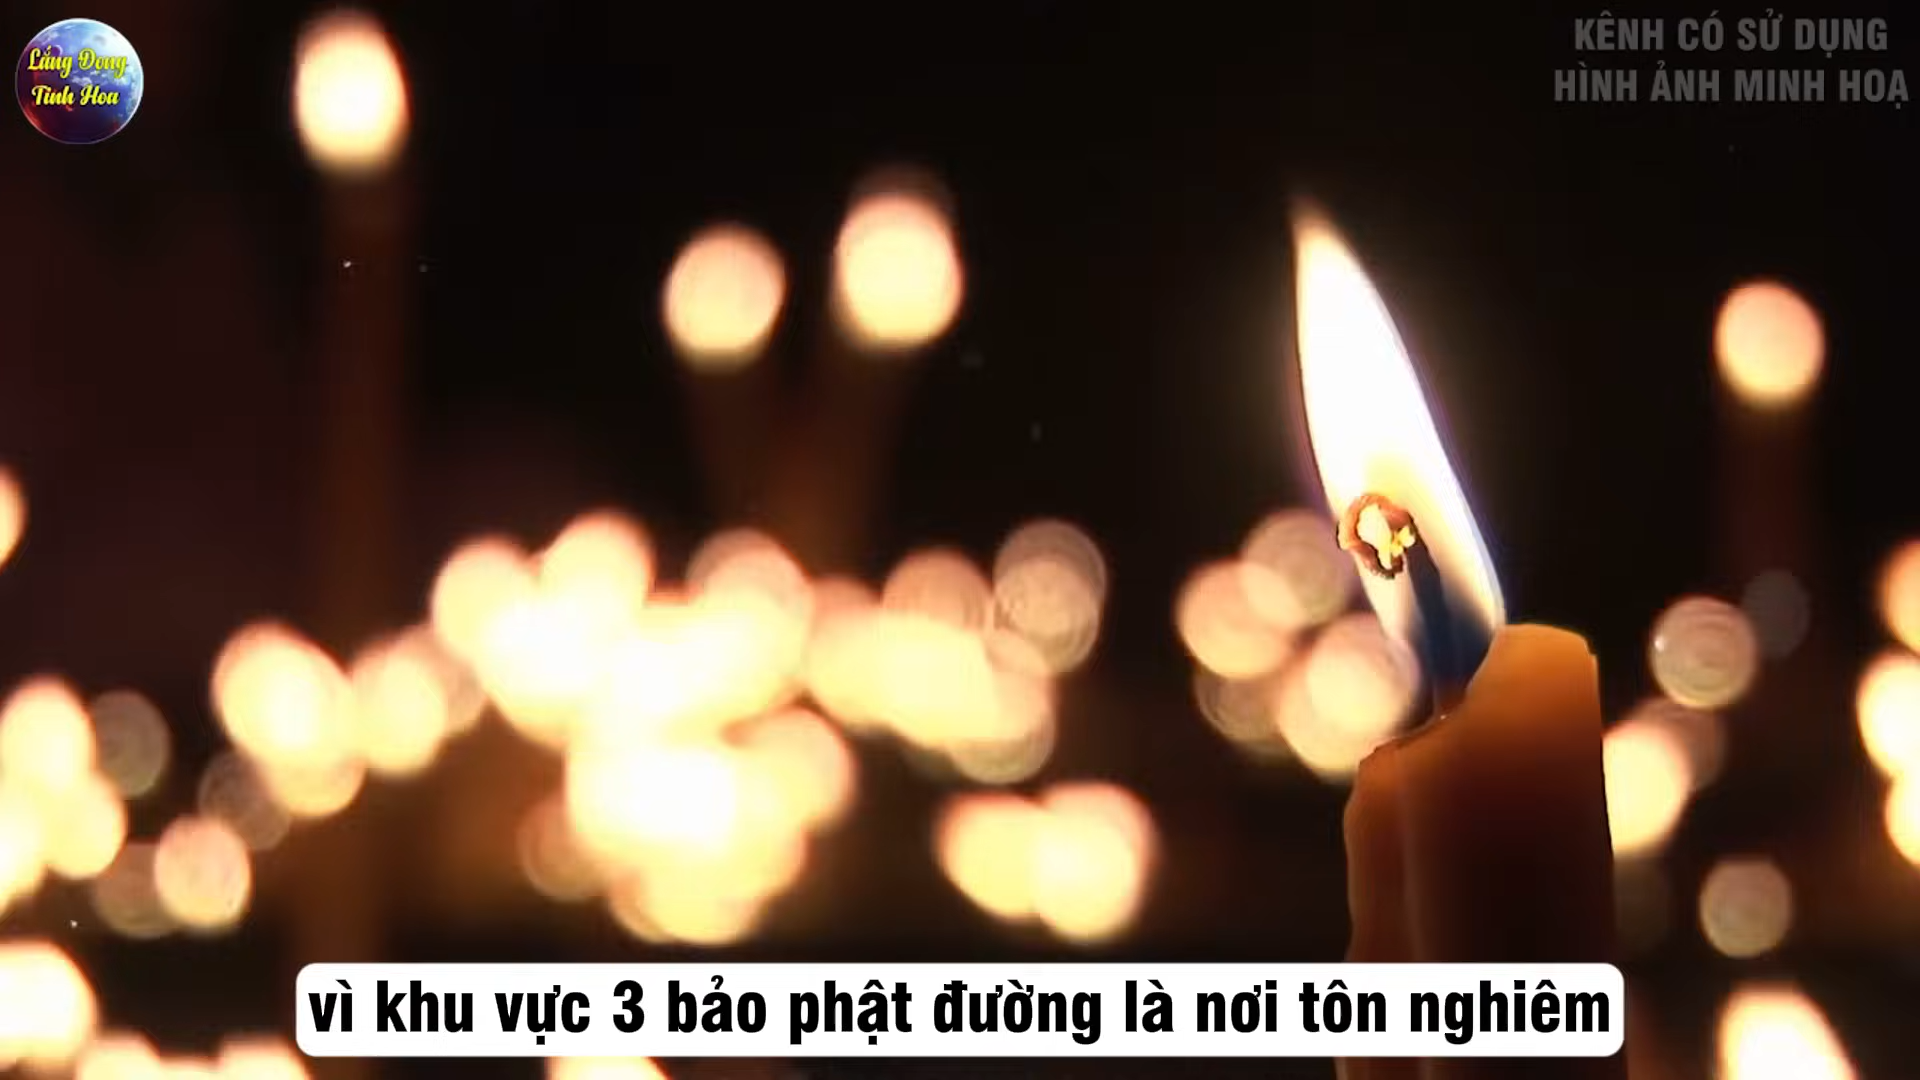 Lắng Đọng
Tinh Hoa
KÊNH CÓ SỬ DỤNG
HÌNH ẢNH MINH HOẠ
vì khu vực 3 bảo phật đường là nơi tôn nghiêm